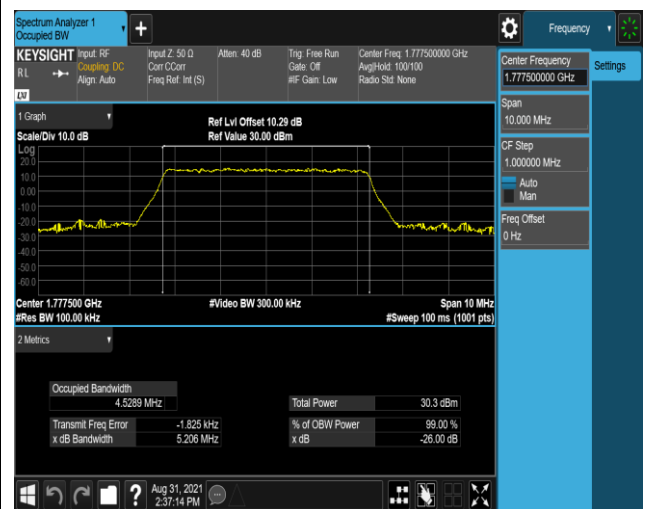 Spectrum Analyzer 1
Occupied BW
+
Frequency
KEYSIGHT
RL
LXI
Input: RF
Coupling: DC
Align: Auto
Input Z: 50 Ω
Corr CCorr
Freq Ref: Int (S)
Atten: 40 dB
Trig: Free Run
Gate: Off
#IF Gain: Low
Center Freq: 1.777500000 GHz
Avg|Hold: 100/100
Radio Std: None
Center Frequency
1.777500000 GHz
Settings
Span
10.000 MHz
CF Step
1.000000 MHz
Auto
Man
Freq Offset
0 Hz
1 Graph
Scale/Div 10.0 dB
Ref Lvl Offset 10.29 dB
Ref Value 30.00 dBm
Log
20.0
10.0
0.00
-10.0
-20.0
-30.0
-40.0
-50.0
-60.0
Center 1.777500 GHz
#Video BW 300.00 kHz
Span 10 MHz
#Res BW 100.00 kHz
#Sweep 100 ms (1001 pts)
2 Metrics
Occupied Bandwidth
4.5289 MHz
Total Power 30.3 dBm
Transmit Freq Error -1.825 kHz
% of OBW Power 99.00 %
x dB Bandwidth 5.206 MHz
x dB -26.00 dB
?
Aug 31, 2021
2:37:14 PM